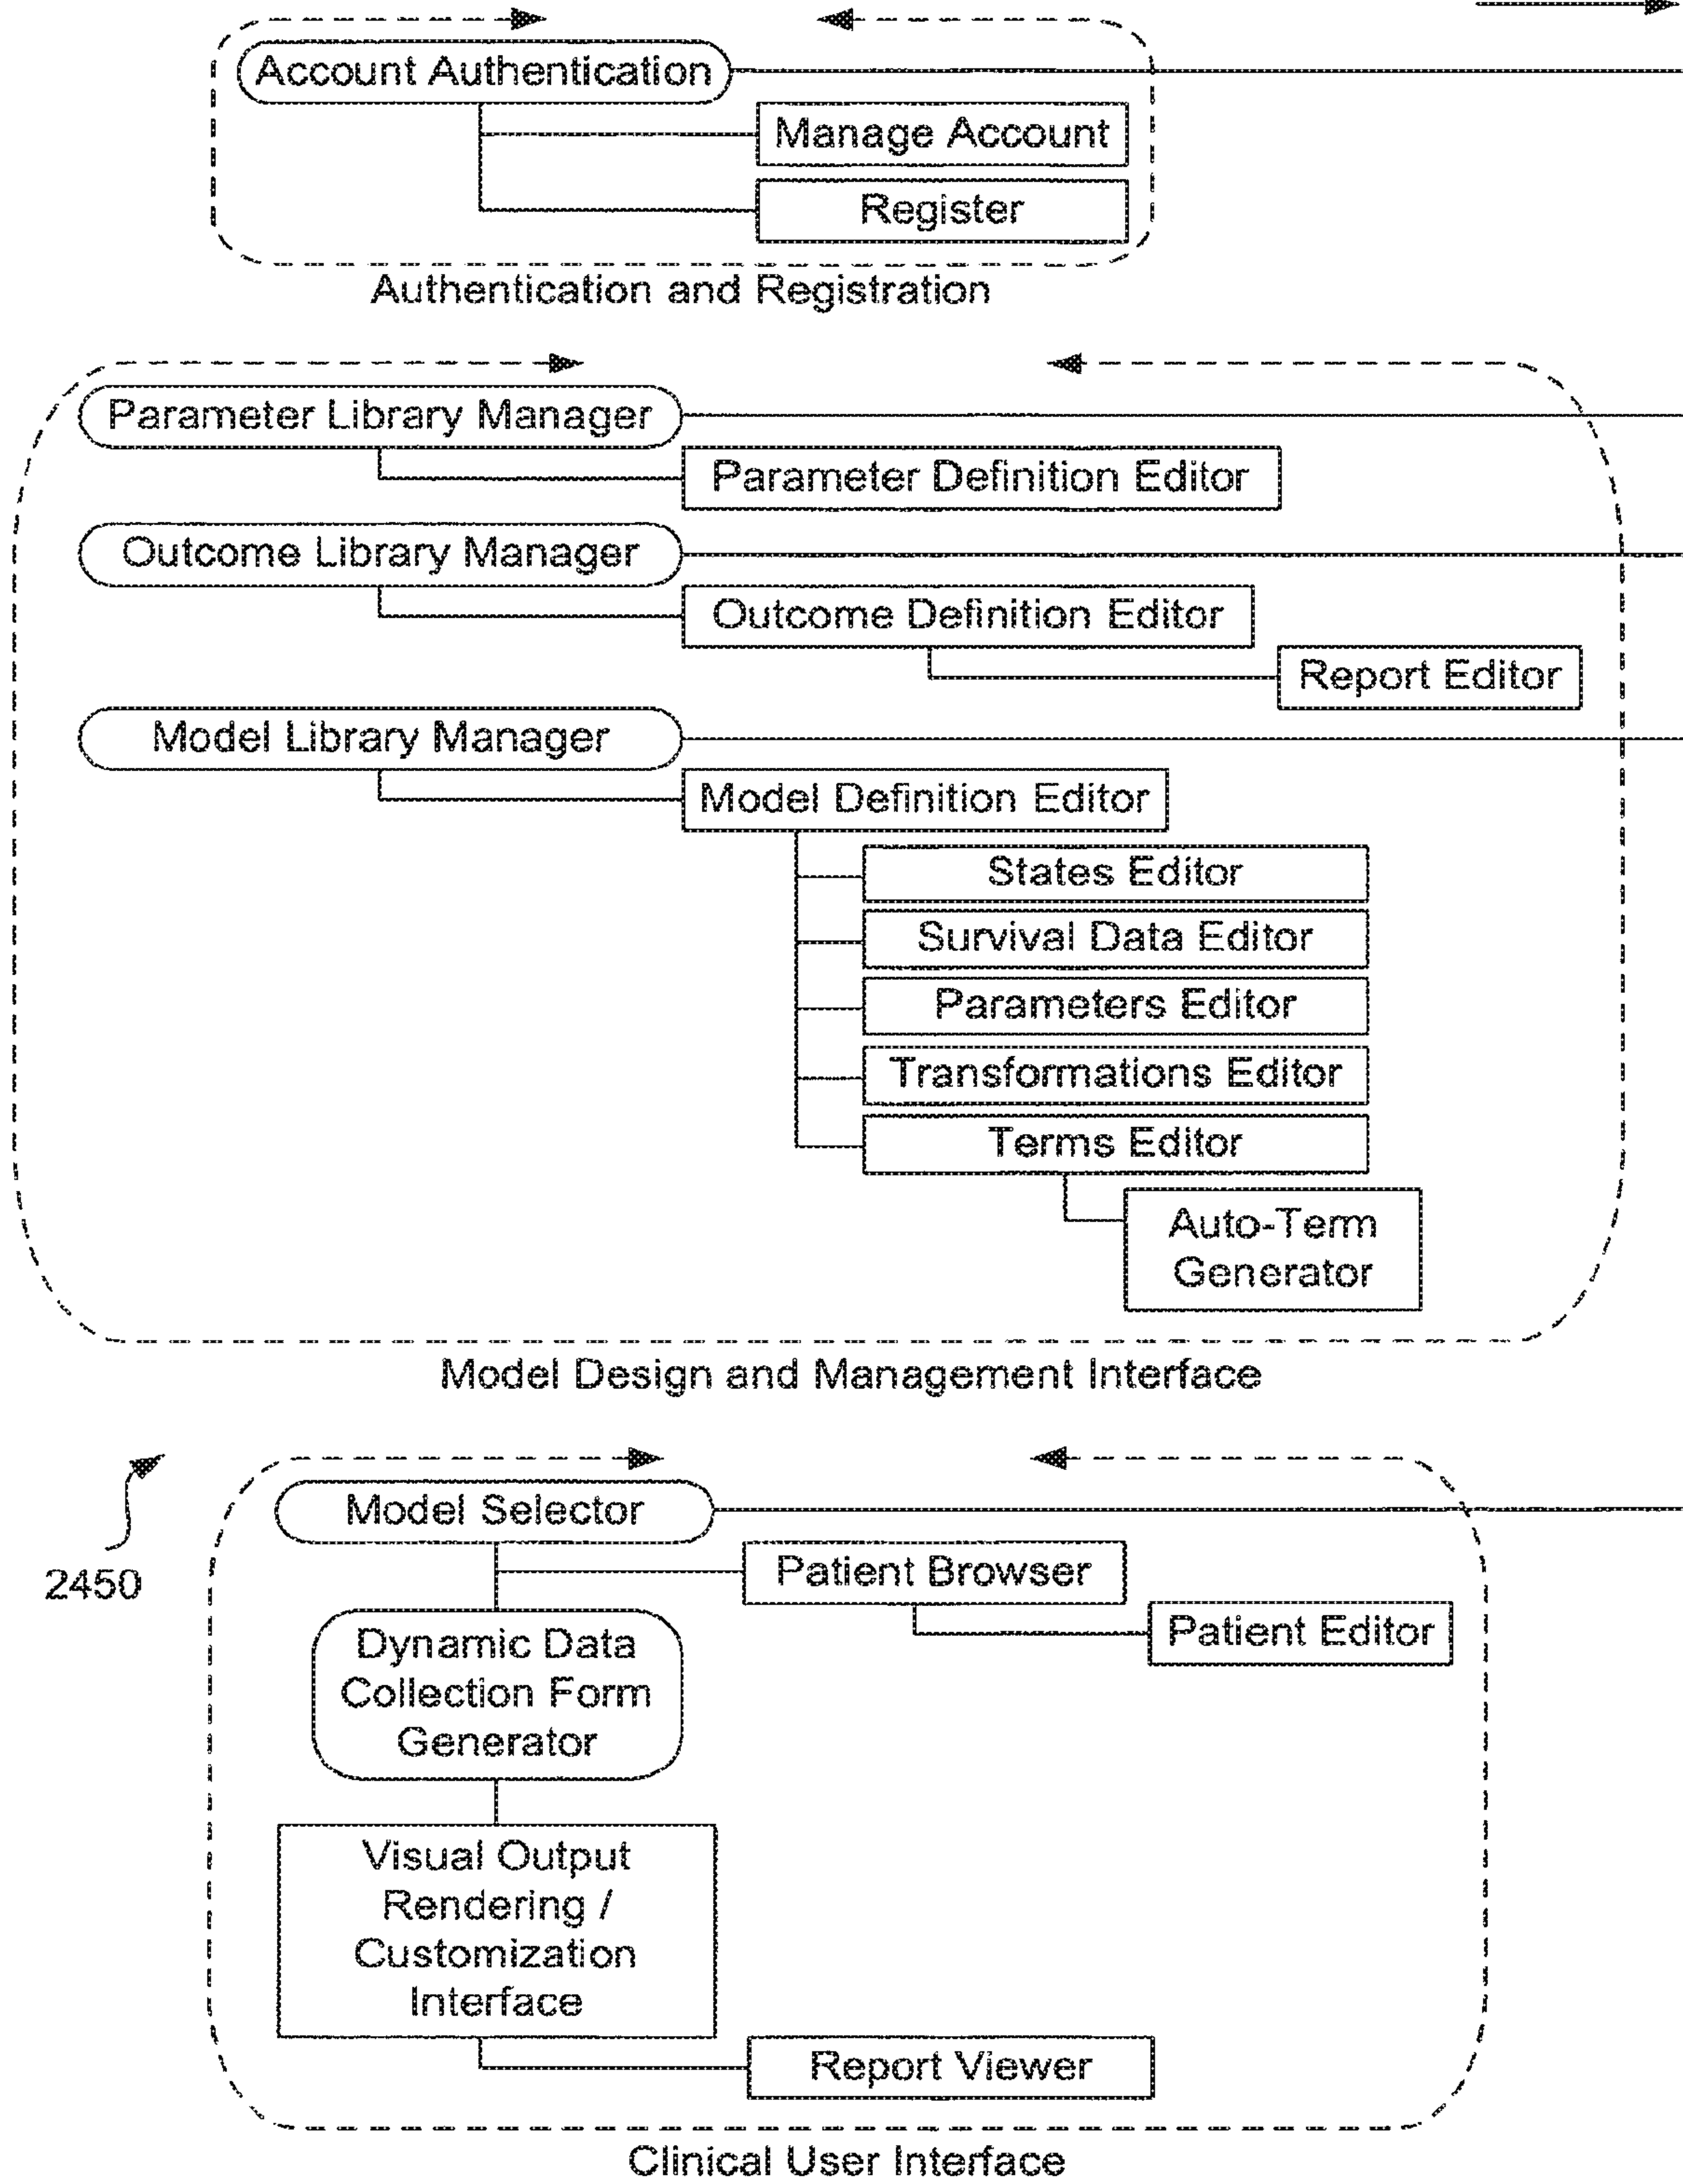 Account Authentication
Manage Account
Register
Authentication and Registration
Parameter Library Manager
Parameter Definition Editor
Outcome Library Manager
Outcome Definition Editor
Report Editor
Model Library Manager
Model Definition Editor
States Editor
Survival Data Editor
Parameters Editor
Transformations Editor
Terms Editor
Auto-Term
Generator
Model Design and Management Interface
2450
Model Selector
Patient Browser
Patient Editor
Dynamic Data
Collection Form
Generator
Visual Output
Rendering /
Customization
Interface
Report Viewer
Clinical User Interface